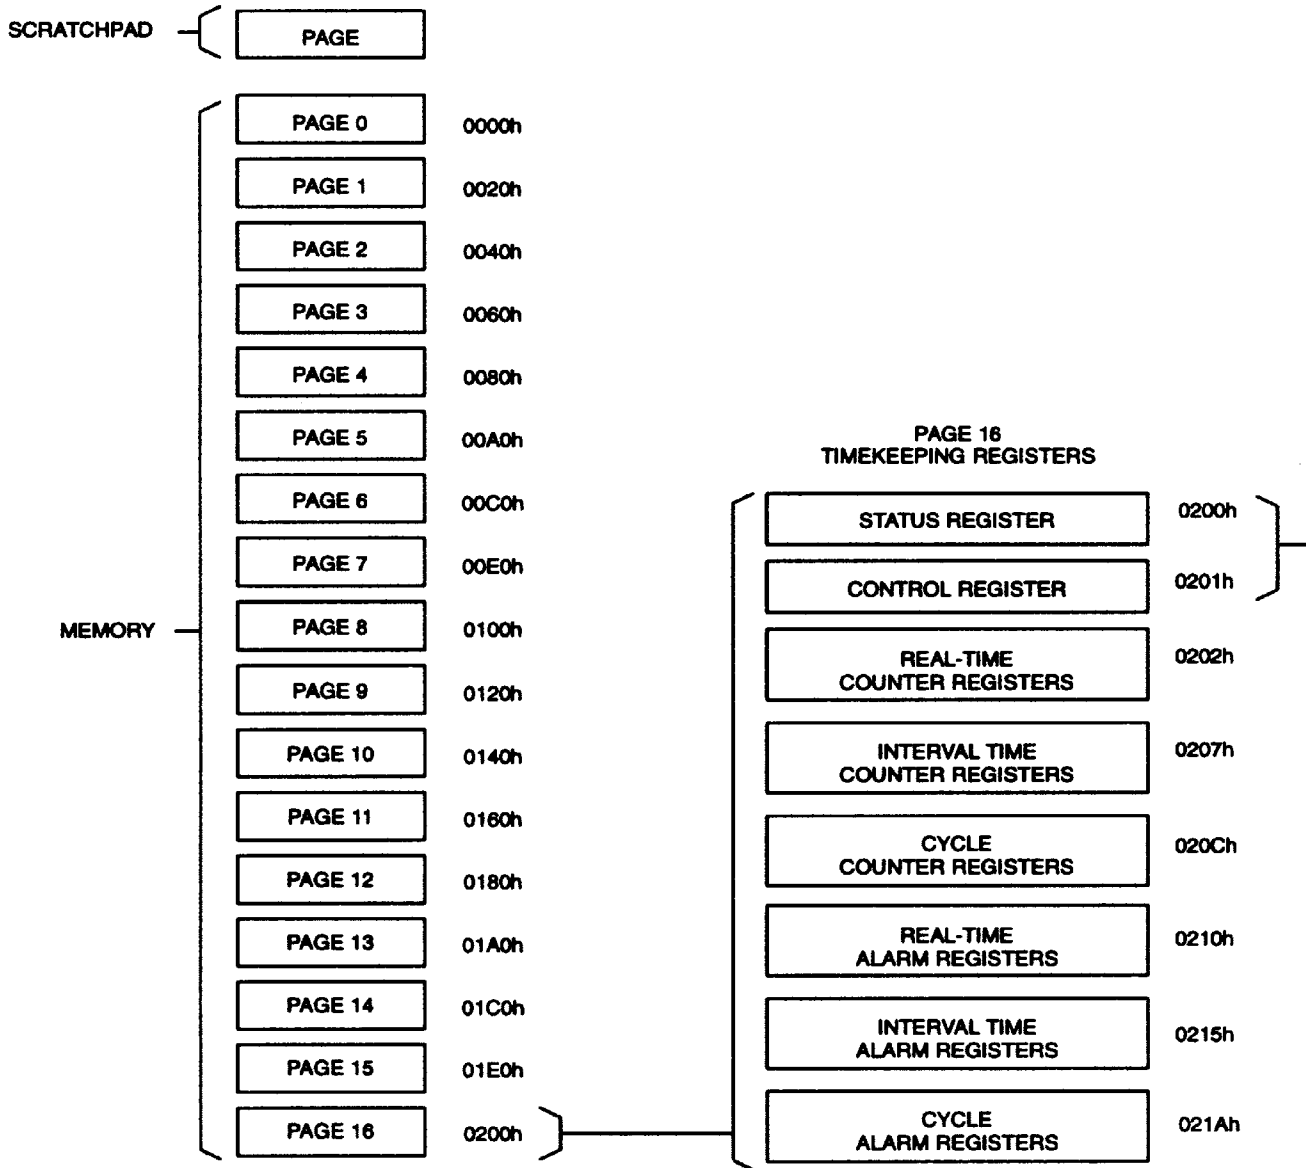 SCRATCHPAD
PAGE
MEMORY
PAGE 0 0000h
PAGE 1 0020h
PAGE 2 0040h
PAGE 3 0060h
PAGE 4 0080h
PAGE 5 00A0h
PAGE 6 00C0h
PAGE 7 00E0h
PAGE 8 0100h
PAGE 9 0120h
PAGE 10 0140h
PAGE 11 0160h
PAGE 12 0180h
PAGE 13 01A0h
PAGE 14 01C0h
PAGE 15 01E0h
PAGE 16 0200h
PAGE 16
TIMEKEEPING REGISTERS
STATUS REGISTER 0200h
CONTROL REGISTER 0201h
REAL-TIME
COUNTER REGISTERS 0202h
INTERVAL TIME
COUNTER REGISTERS 0207h
CYCLE
COUNTER REGISTERS 020Ch
REAL-TIME
ALARM REGISTERS 0210h
INTERVAL TIME
ALARM REGISTERS 0215h
CYCLE
ALARM REGISTERS 021Ah